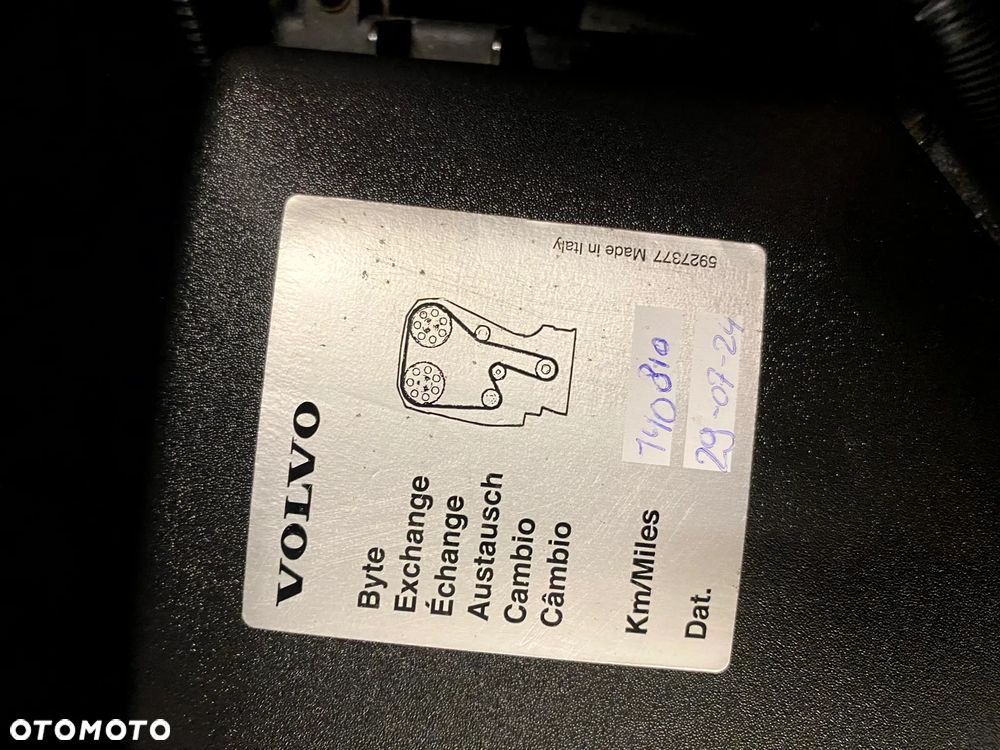 VOLVO
Byte
Exchange
Échange
Austausch
Cambio
Câmbio
Km/Miles 140810
Dat. 29-07-24
5927377 Made in Italy
OTOMOTO